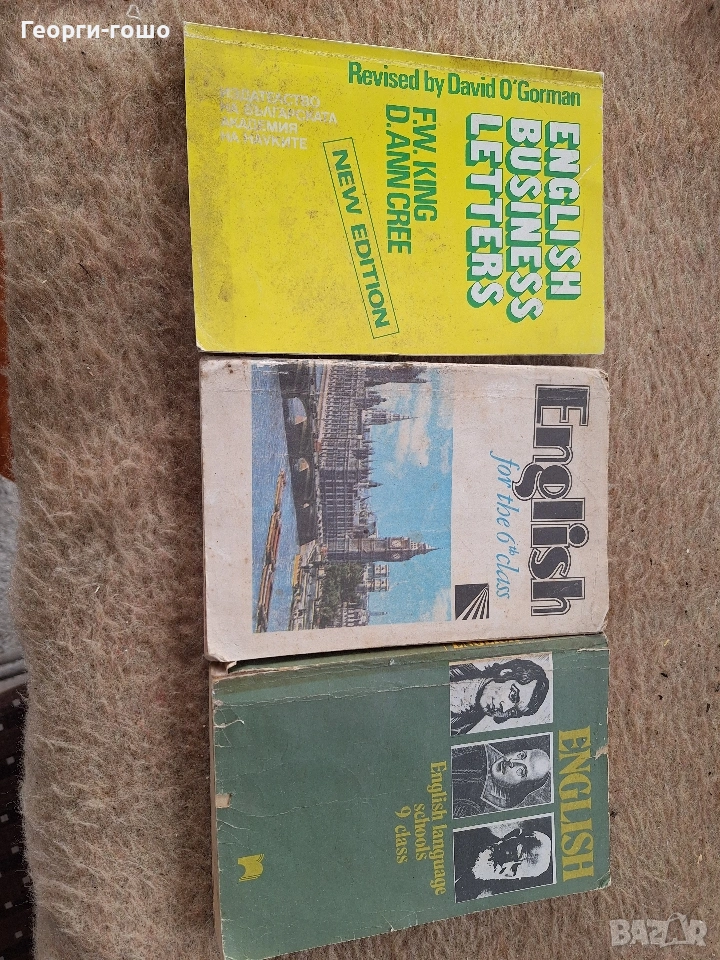 Георги-гошо
Revised by David O'Gorman
ENGLISH
BUSINESS
LETTERS
F.W. KING
D. ANN CREE
NEW EDITION
ИЗДАТЕЛСТВО
НА БЪЛГАРСКАТА
АКАДЕМИЯ
НА НАУКИТЕ
English
for the 6th class
ENGLISH
English language
schools
9 class
BAZAR